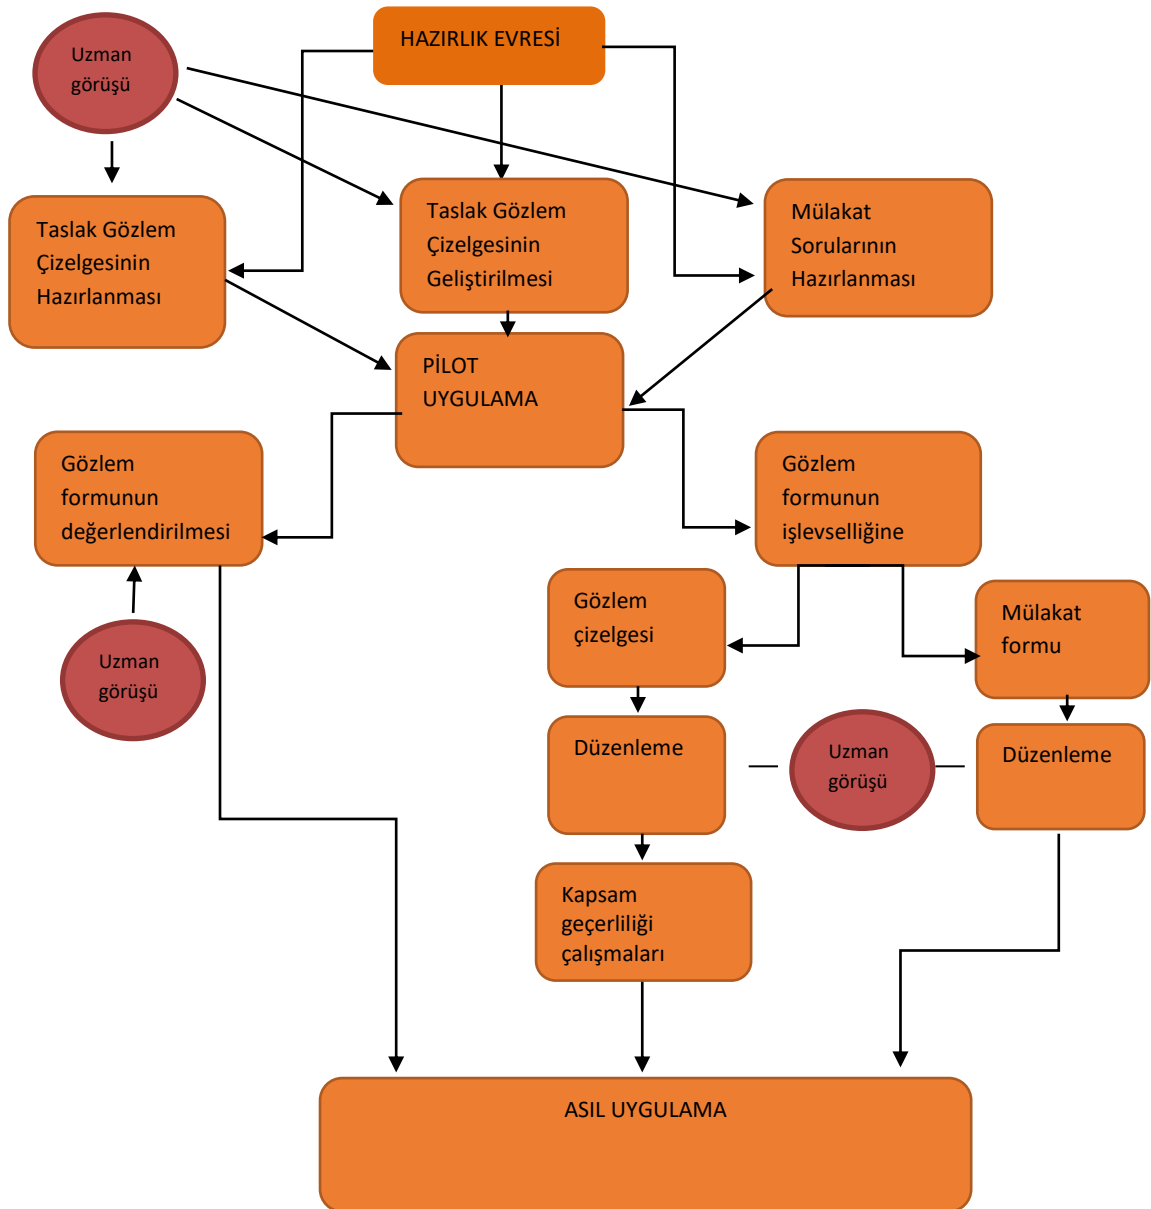 HAZIRLIK EVRESİ
Uzman
görüşü
Taslak Gözlem
Çizelgesinin
Hazırlanması
Taslak Gözlem
Çizelgesinin
Geliştirilmesi
Mülakat
Sorularının
Hazırlanması
PİLOT
UYGULAMA
Gözlem
formunun
değerlendirilmesi
Gözlem
formunun
işlevselliğine
Uzman
görüşü
Gözlem
çizelgesi
Mülakat
formu
Düzenleme
Uzman
görüşü
Düzenleme
Kapsam
geçerliliği
çalışmaları
ASIL UYGULAMA